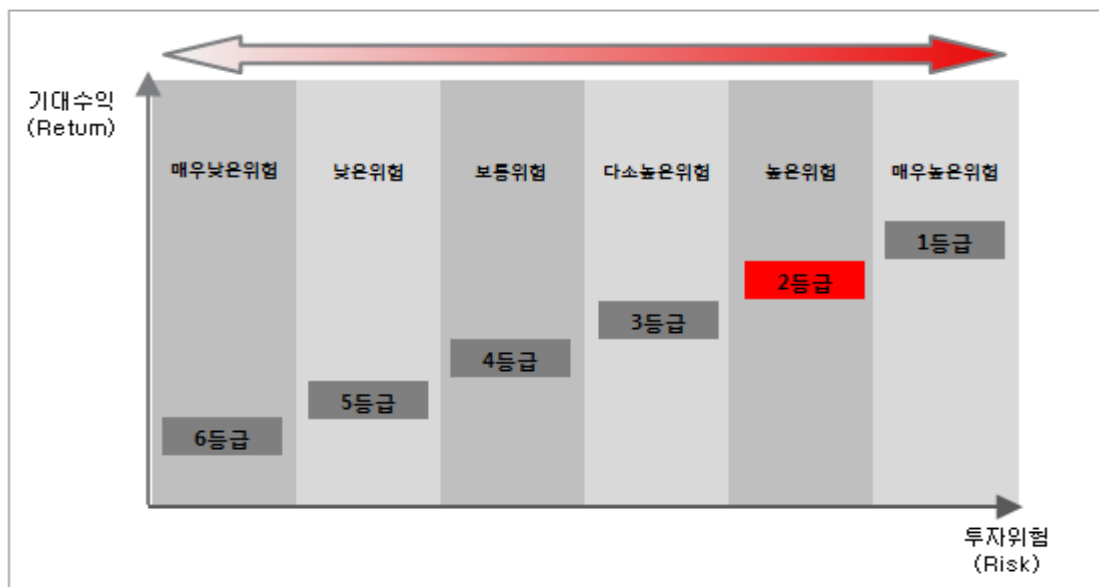 기대수익
(Return)
매우낮은위험
낮은위험
보통위험
다소높은위험
높은위험
매우높은위험
1등급
2등급
3등급
4등급
5등급
6등급
투자위험
(Risk)